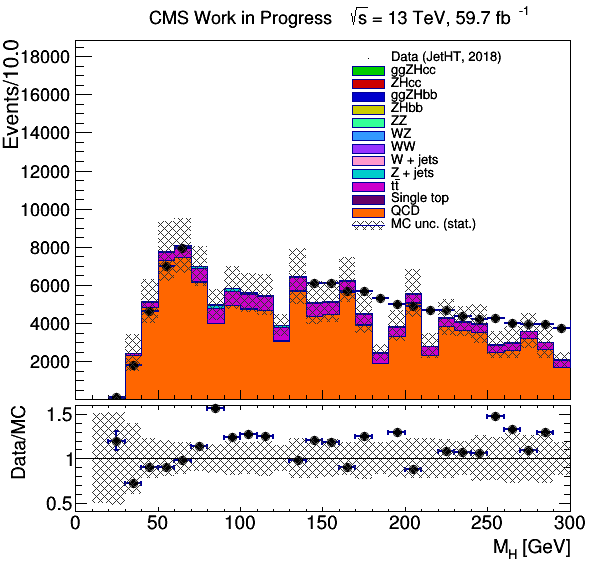 CMS Work in Progress √s = 13 TeV, 59.7 fb⁻¹
Events/10.0
18000
16000
14000
12000
10000
8000
6000
4000
2000
Data (JetHT, 2018)
ggZHcc
ZHcc
ggZHbb
ZHbb
ZZ
WZ
WW
W + jets
Z + jets
tt̄
Single top
QCD
MC unc. (stat.)
Data/MC
1.5
1
0.5
0 50 100 150 200 250 300
M_H [GeV]